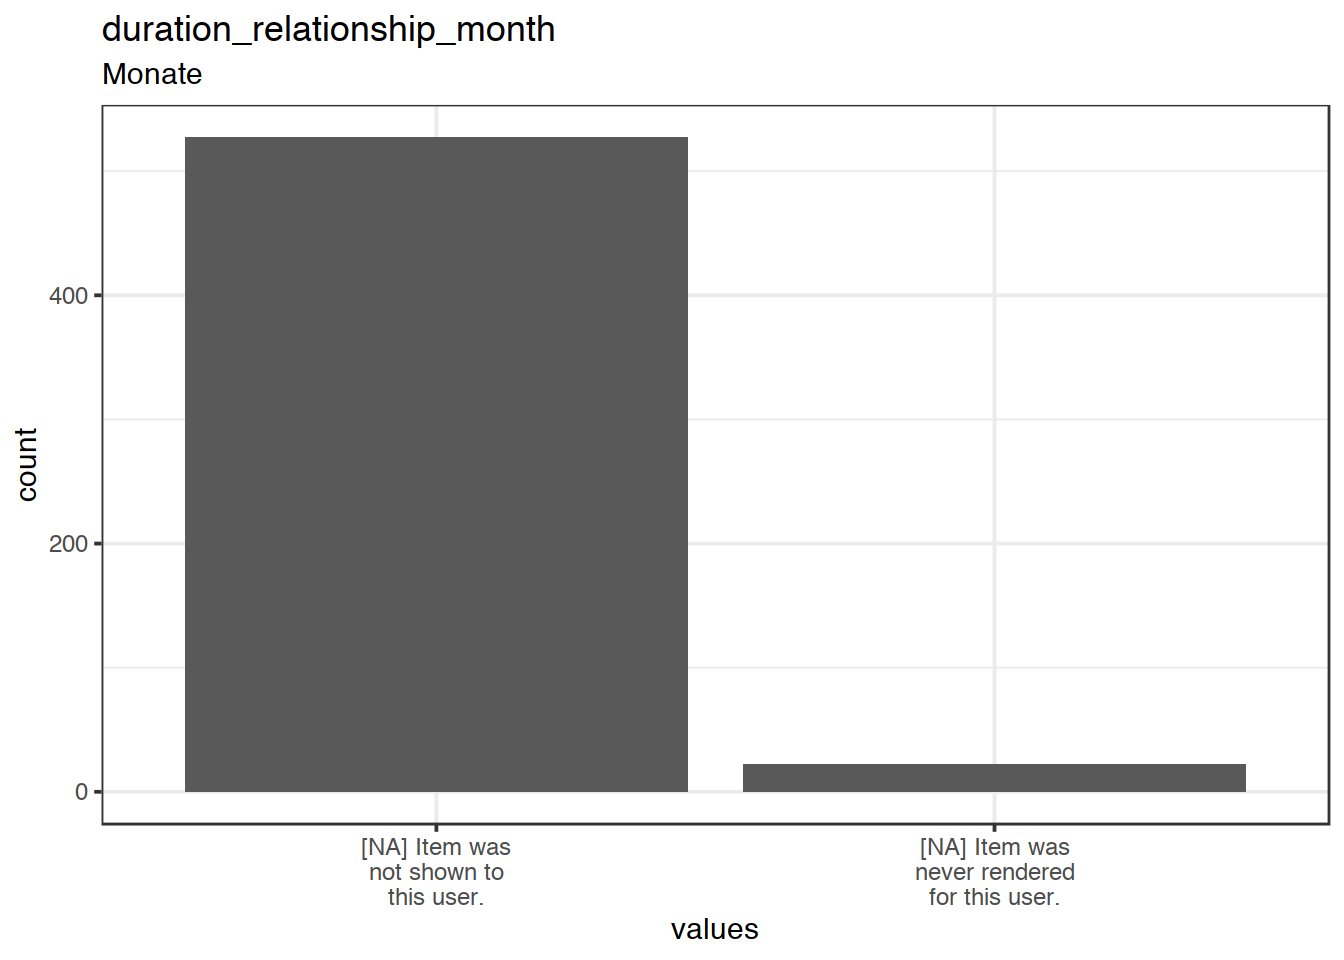 duration_relationship_month
Monate
count
400
200
0
[NA] Item was
not shown to
this user.
[NA] Item was
never rendered
for this user.
values